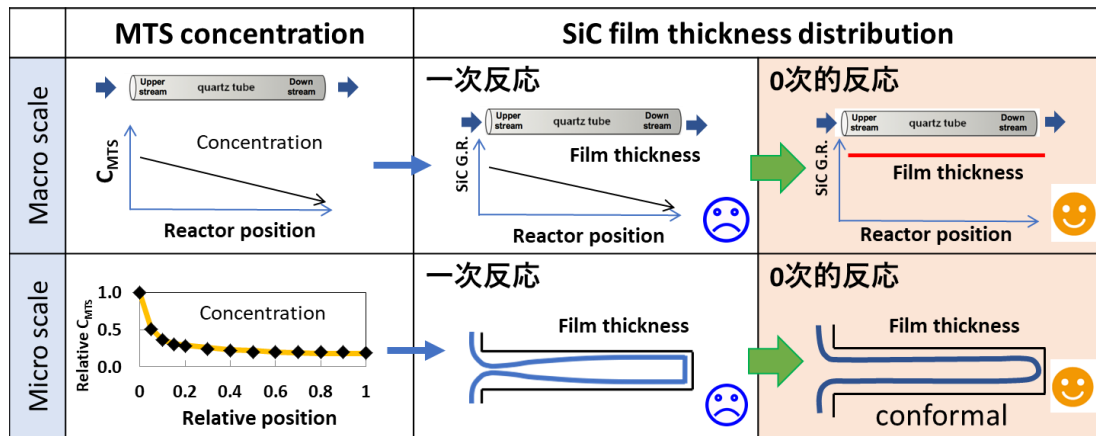 MTS concentration
SiC film thickness distribution
Macro scale
Upper stream
quartz tube
Down stream
C_MTS
Concentration
Reactor position
一次反応
Upper stream
quartz tube
Down stream
SiC G.R.
Film thickness
Reactor position
0次的反応
Upper stream
quartz tube
Down stream
SiC G.R.
Film thickness
Reactor position
Micro scale
Relative C_MTS
1.0
0.5
0.0
Concentration
0 0.2 0.4 0.6 0.8 1
Relative position
一次反応
Film thickness
0次的反応
Film thickness
conformal